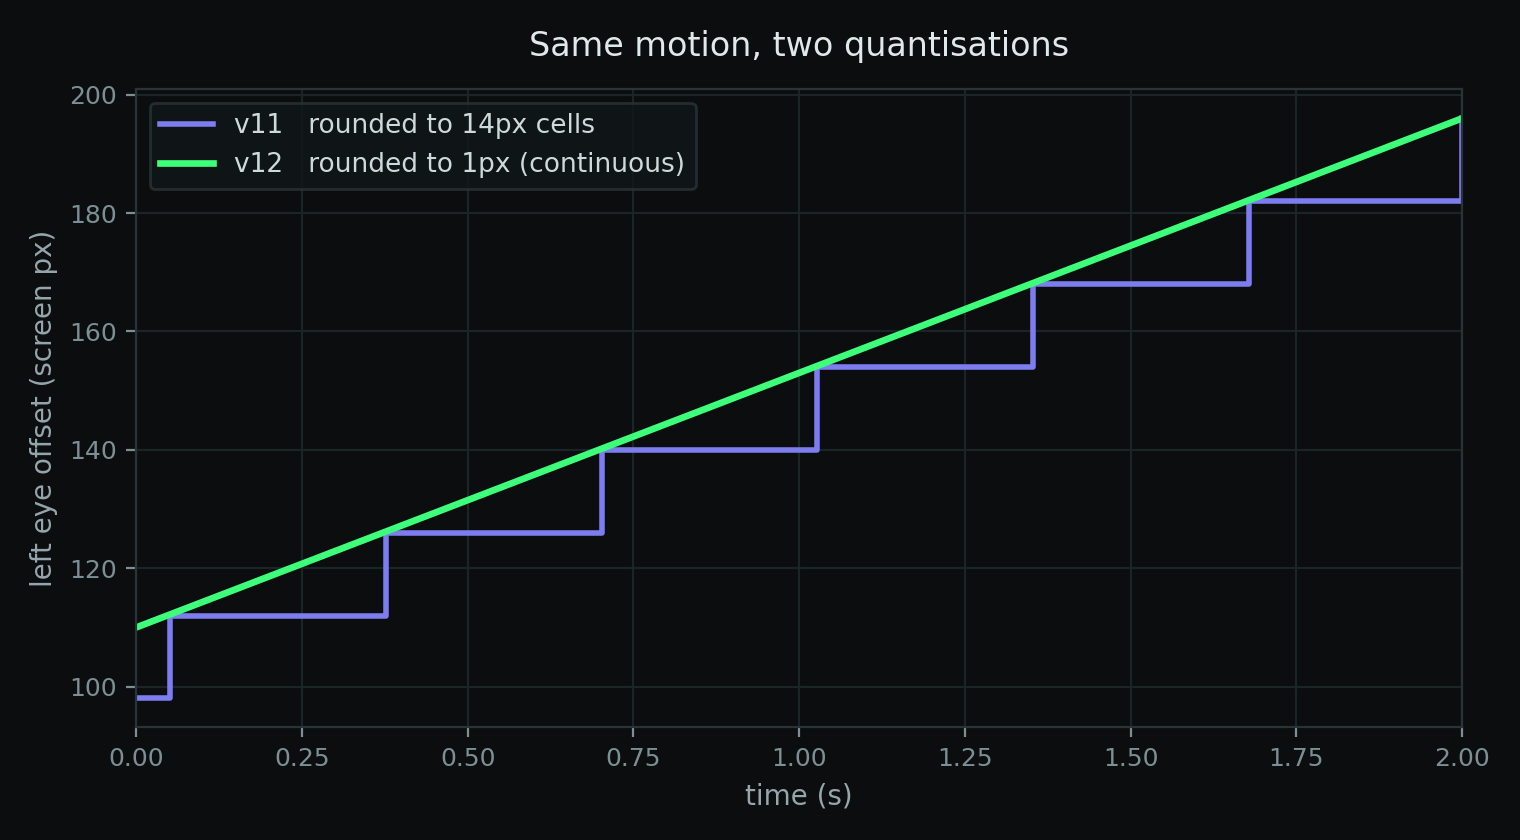 Same motion, two quantisations
v11 rounded to 14px cells
v12 rounded to 1px (continuous)
left eye offset (screen px)
200
180
160
140
120
100
0.00 0.25 0.50 0.75 1.00 1.25 1.50 1.75 2.00
time (s)